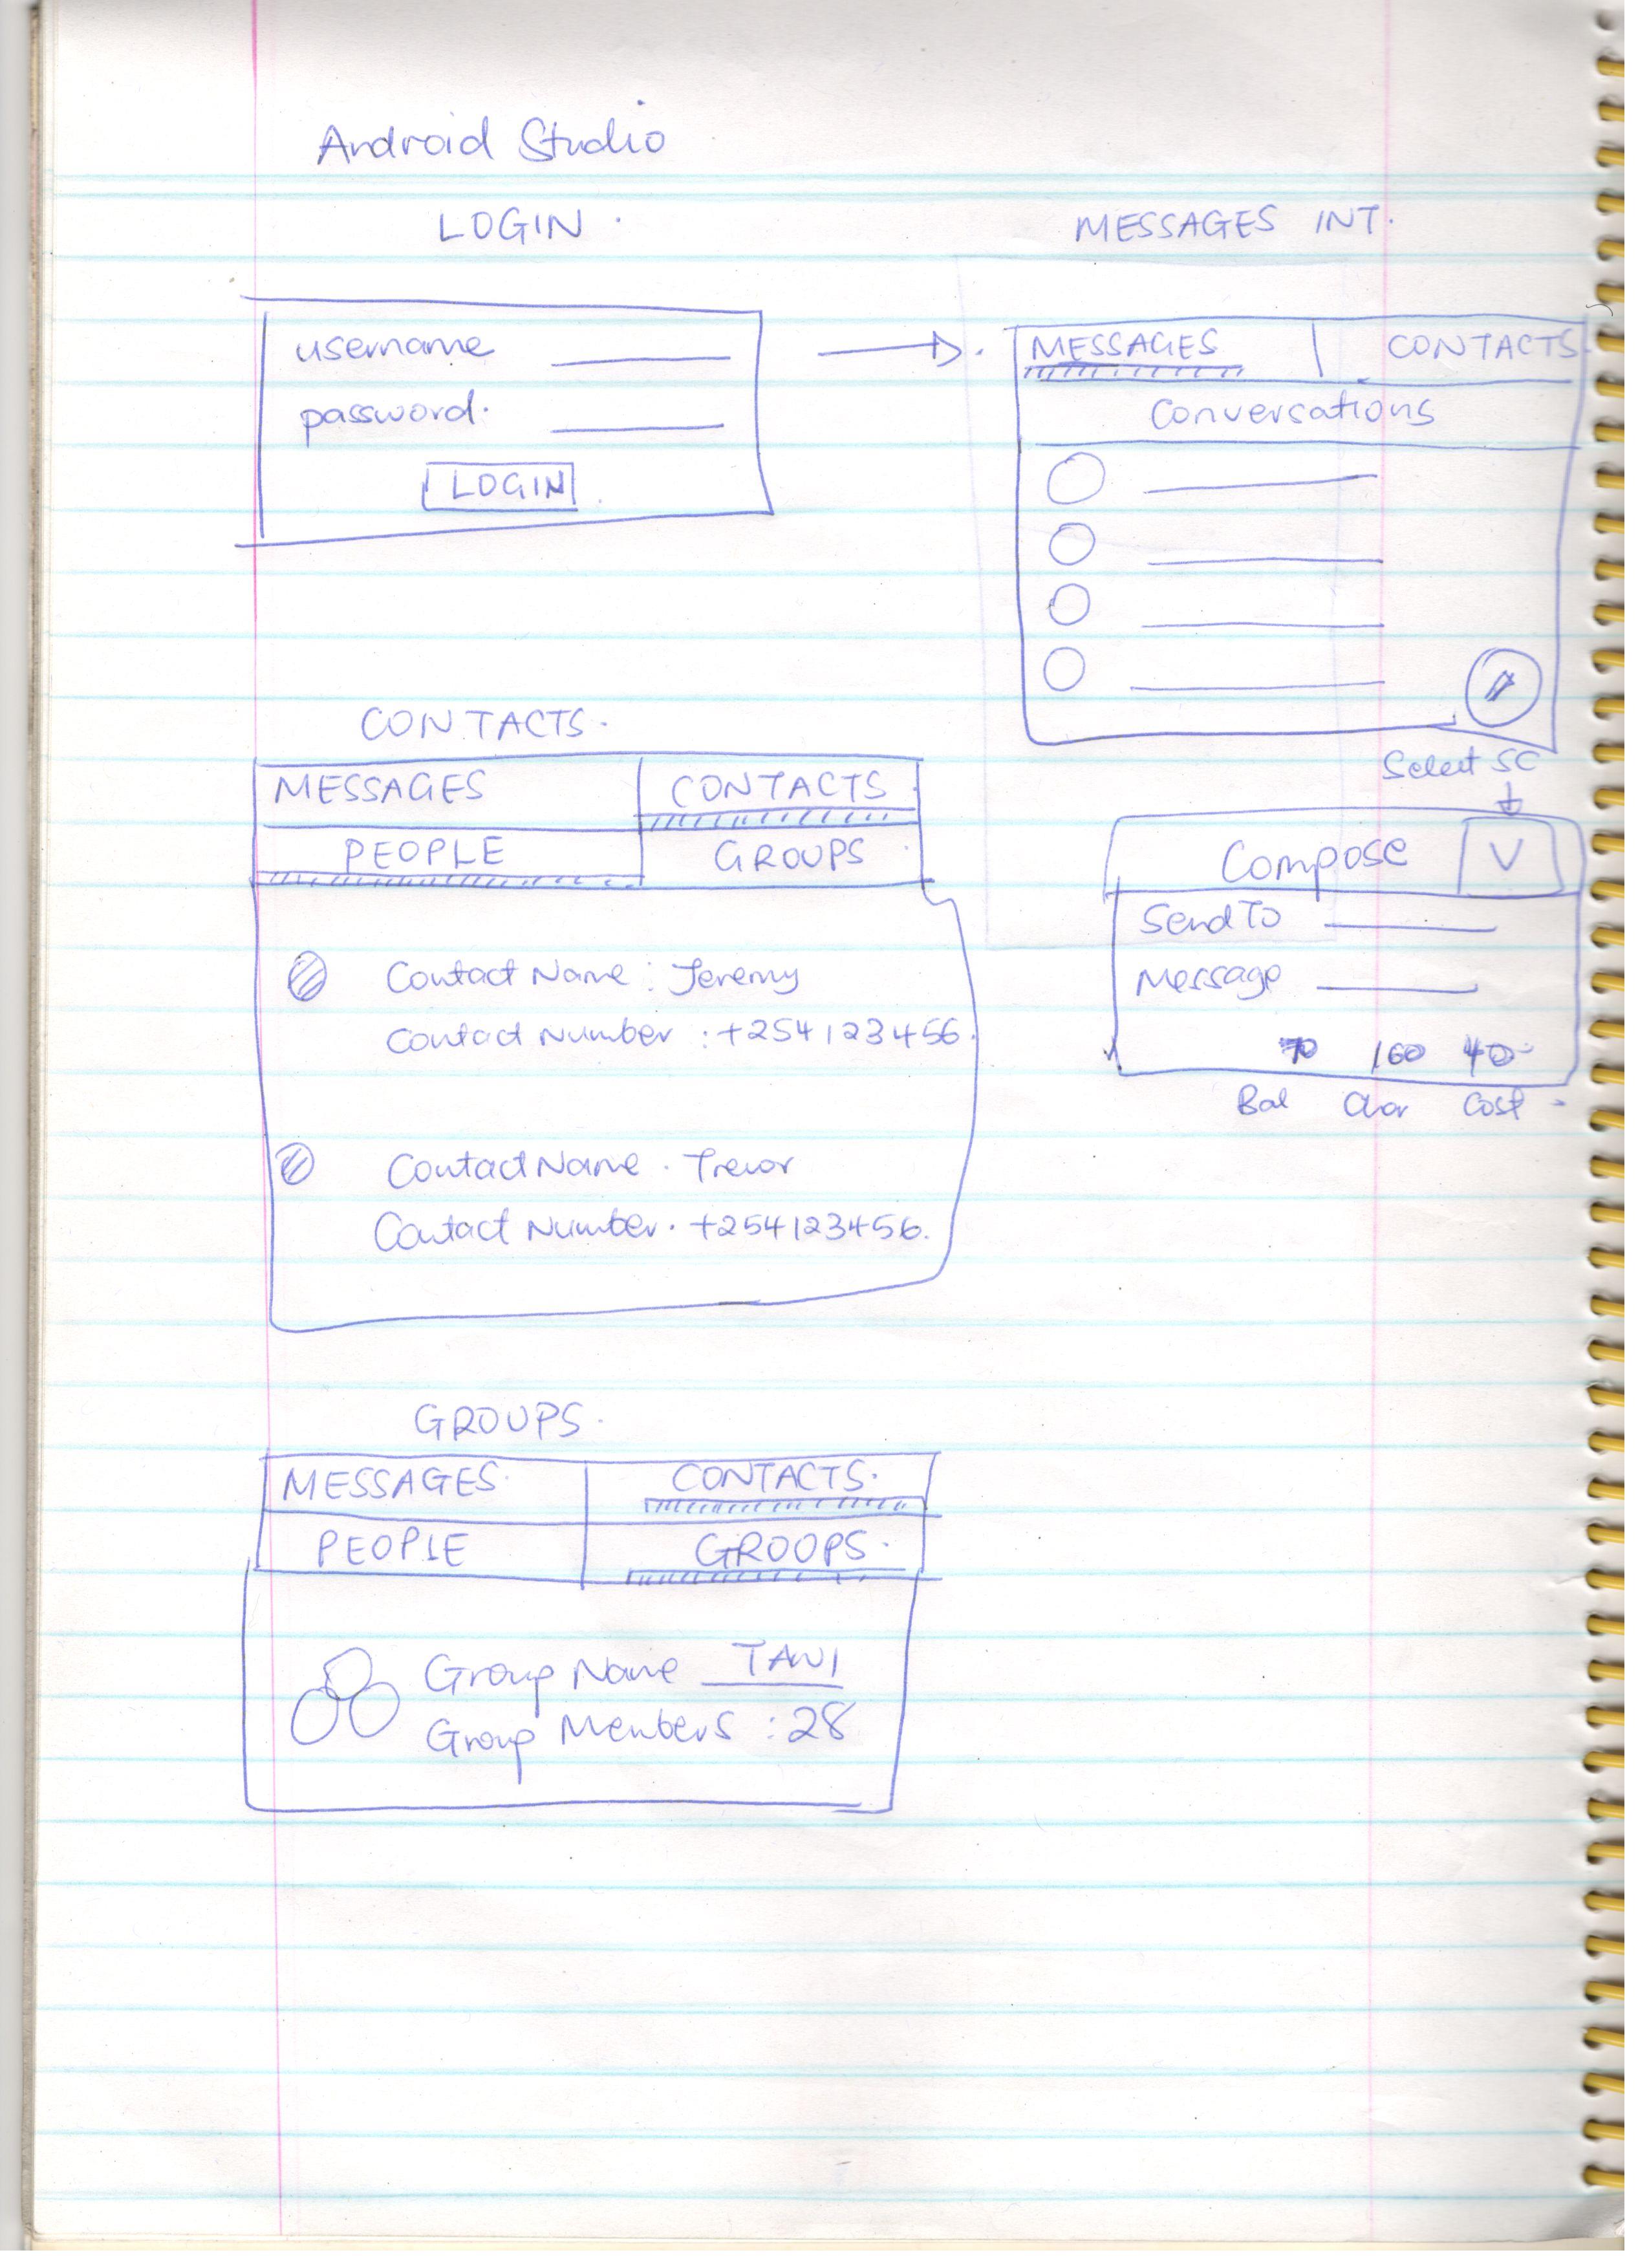 Android Studio
LOGIN .
username
password.
LOGIN
MESSAGES INT.
MESSAGES CONTACTS
Conversations
Select SC
Compose V
Send To
Message
70 160 40
Bal Char Cost
CONTACTS.
MESSAGES CONTACTS
PEOPLE GROUPS
Contact Name : Jeremy
Contact Number : +254123456.
Contact Name . Trevor
Contact Number . +254123456.
GROUPS.
MESSAGES. CONTACTS.
PEOPLE GROOPS.
Group Name TAWI
Group Members : 28